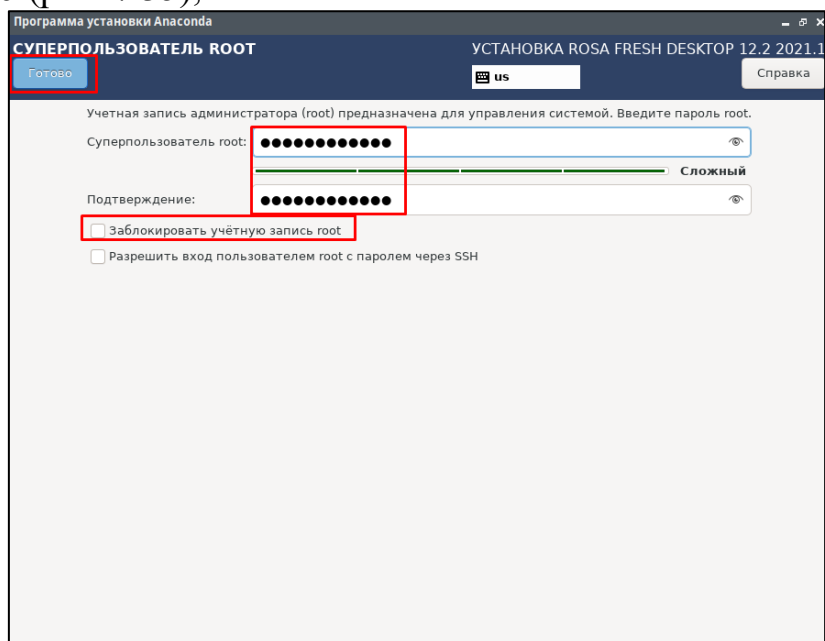 Программа установки Anaconda
СУПЕРПОЛЬЗОВАТЕЛЬ ROOT
УСТАНОВКА ROSA FRESH DESKTOP 12.2 2021.1
Готово
us
Справка
Учетная запись администратора (root) предназначена для управления системой. Введите пароль root.
Суперпользователь root: ●●●●●●●●●●●●
Сложный
Подтверждение: ●●●●●●●●●●●●
Заблокировать учётную запись root
Разрешить вход пользователем root с паролем через SSH